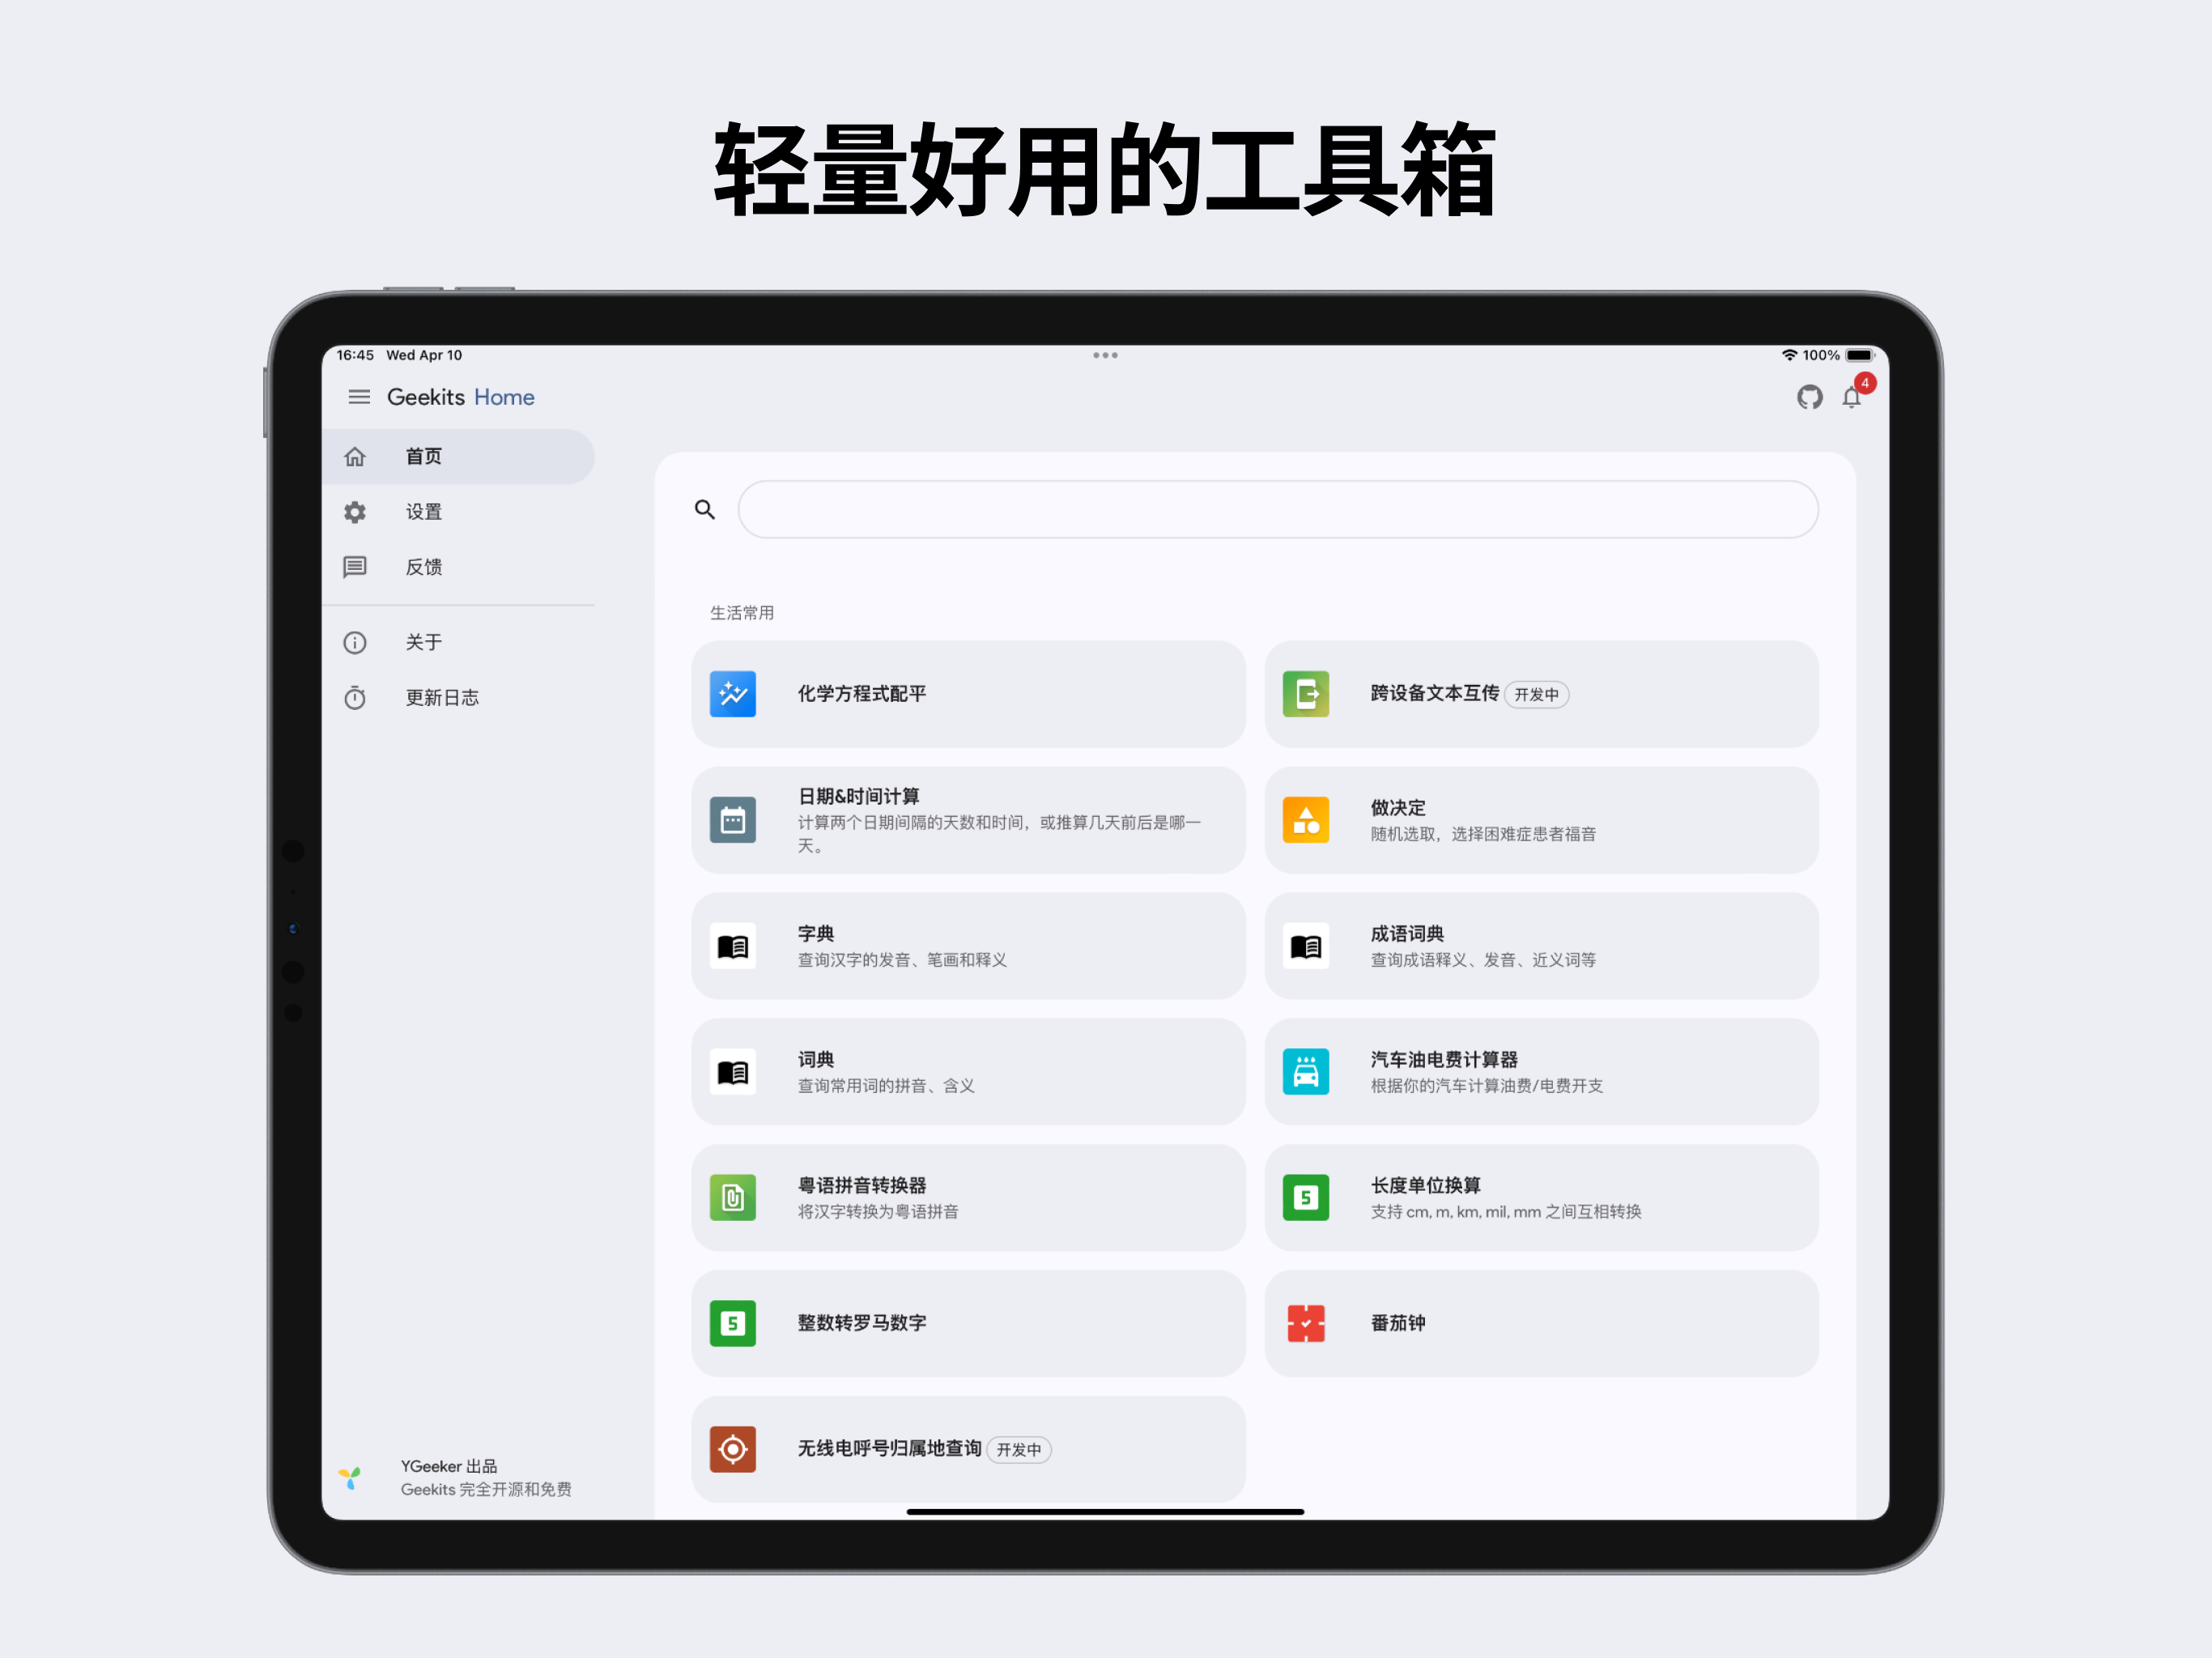 轻量好用的工具箱
16:45 Wed Apr 10
100%
Geekits Home
4
首页
设置
反馈
关于
更新日志
生活常用
化学方程式配平
跨设备文本互传 开发中
日期&时间计算
计算两个日期间隔的天数和时间，或推算几天前后是哪一
天。
做决定
随机选取，选择困难症患者福音
字典
查询汉字的发音、笔画和释义
成语词典
查询成语释义、发音、近义词等
词典
查询常用词的拼音、含义
汽车油电费计算器
根据你的汽车计算油费/电费开支
粤语拼音转换器
将汉字转换为粤语拼音
5
长度单位换算
支持 cm, m, km, mil, mm 之间互相转换
5
整数转罗马数字
番茄钟
无线电呼号归属地查询 开发中
YGeeker 出品
Geekits 完全开源和免费